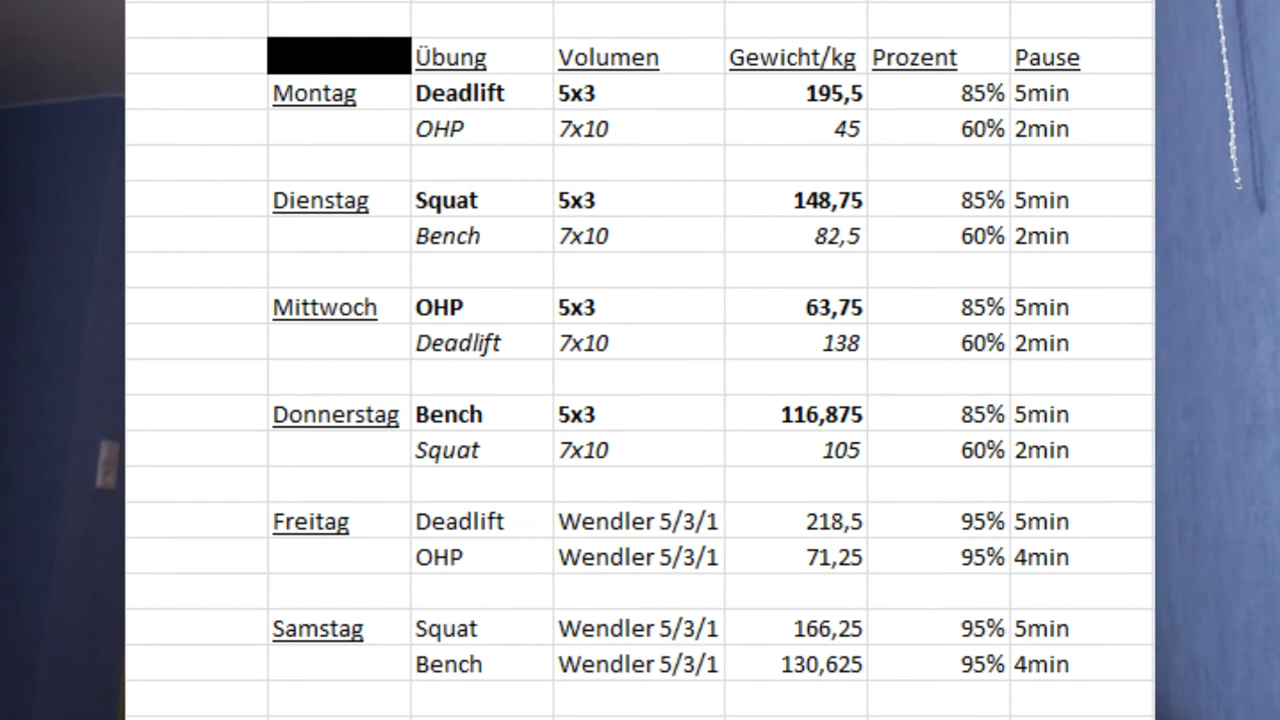 Übung Volumen Gewicht/kg Prozent Pause
Montag Deadlift 5x3 195,5 85% 5min
OHP 7x10 45 60% 2min
Dienstag Squat 5x3 148,75 85% 5min
Bench 7x10 82,5 60% 2min
Mittwoch OHP 5x3 63,75 85% 5min
Deadlift 7x10 138 60% 2min
Donnerstag Bench 5x3 116,875 85% 5min
Squat 7x10 105 60% 2min
Freitag Deadlift Wendler 5/3/1 218,5 95% 5min
OHP Wendler 5/3/1 71,25 95% 4min
Samstag Squat Wendler 5/3/1 166,25 95% 5min
Bench Wendler 5/3/1 130,625 95% 4min